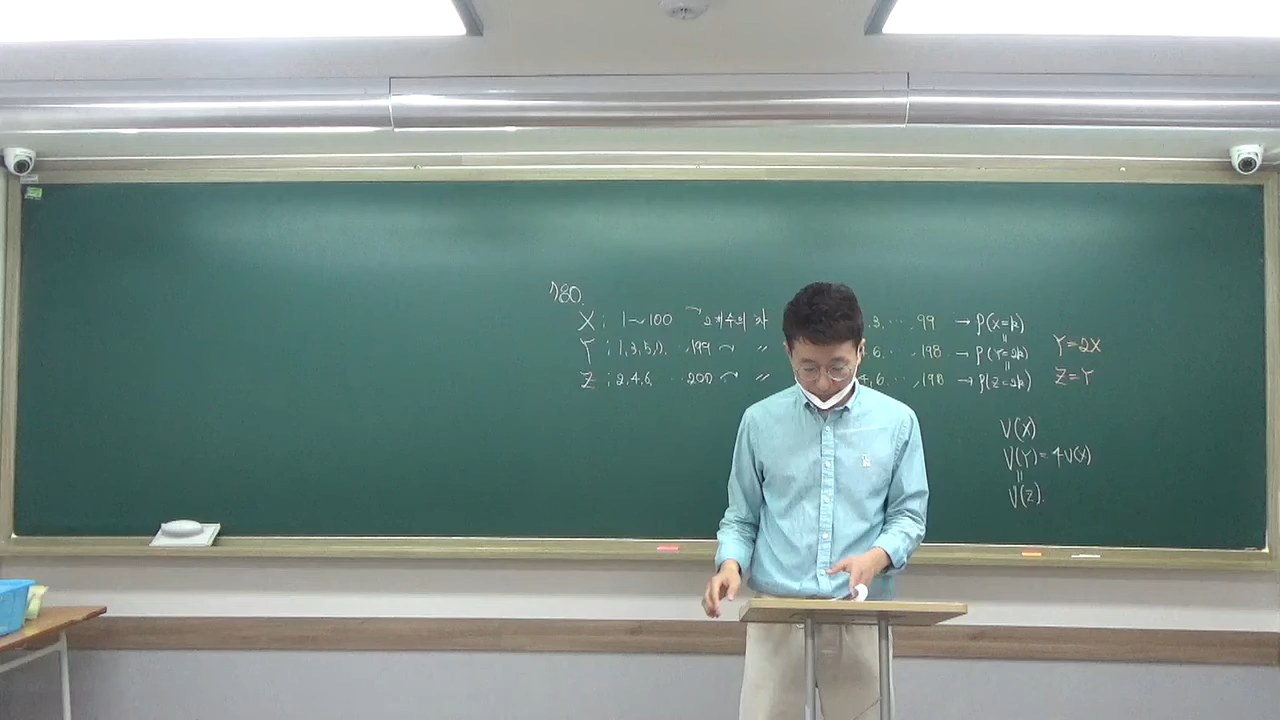 180.
X ; 1~100 2개수의 차 3, ‥‥, 99 → P(X=k)
Y ; 1, 3, 5, ‥‥, 199 〃 6, ‥‥, 198 → P(Y=2k) Y=2X
Z ; 2, 4, 6, ‥‥ 200 〃 4, 6, ‥‥, 198 → P(Z=2k) Z=Y
V(X)
V(Y) = 4V(X)
=
V(Z).